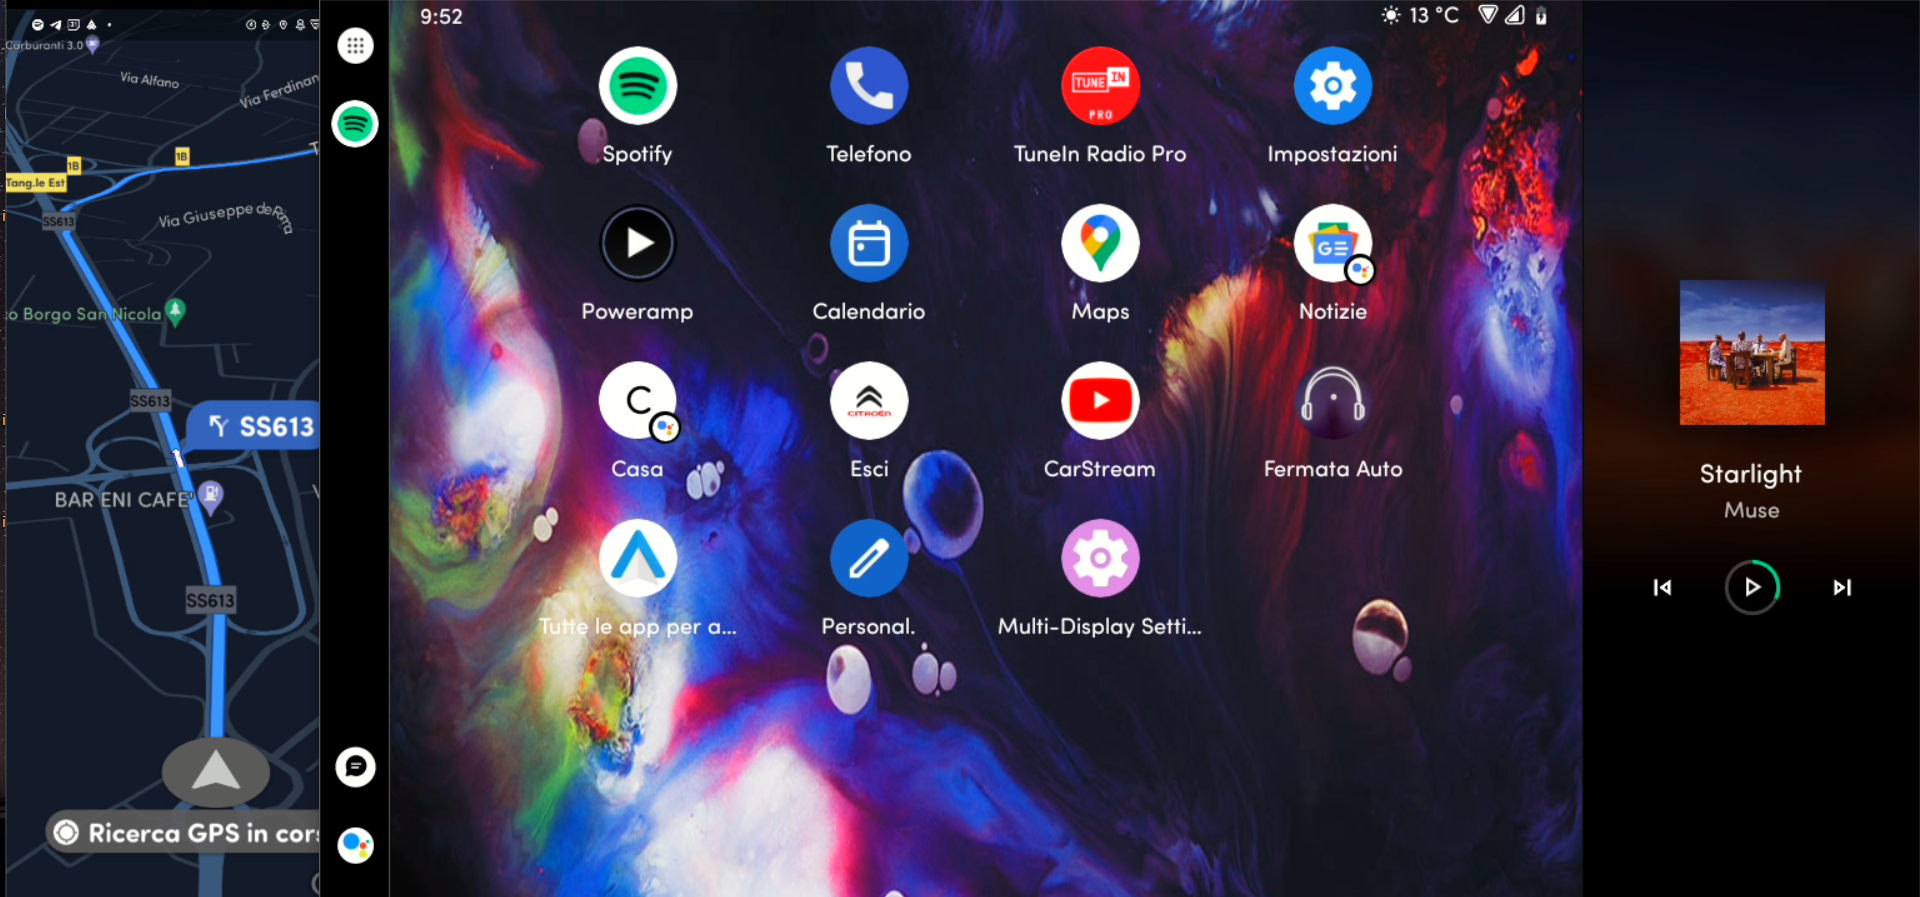 Carburanti 3.0
Via Alfano
Via Ferdinan
1B
1B
Tang.le Est
SS613
Via Giuseppe de
o Borgo San Nicola
SS613
SS613
BAR ENI CAFE'
SS613
Ricerca GPS in cors
9:52
13 °C
Spotify
Telefono
TUNE IN
PRO
TuneIn Radio Pro
Impostazioni
Poweramp
Calendario
Maps
GE
Notizie
C
Casa
CITROËN
Esci
CarStream
Fermata Auto
Tutte le app per a...
Personal.
Multi-Display Setti...
Starlight
Muse